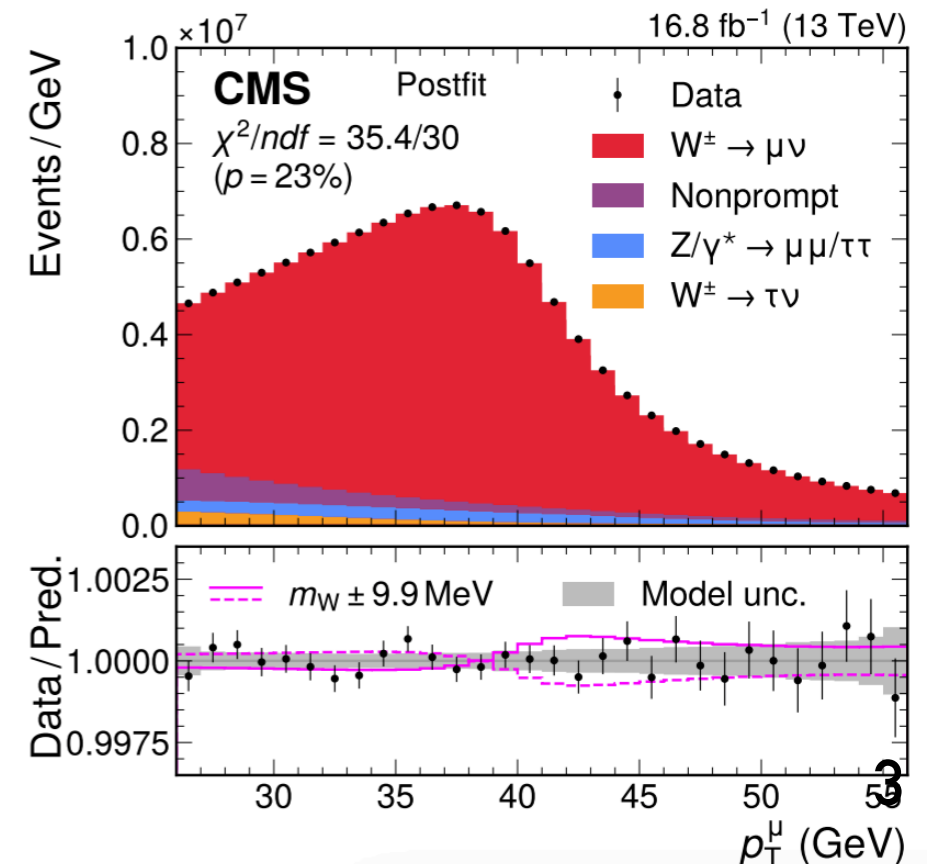 ×10⁷
16.8 fb⁻¹ (13 TeV)
Events / GeV
1.0
0.8
0.6
0.4
0.2
0.0
CMS Postfit
χ²/ndf = 35.4/30
(p = 23%)
Data
W± → μν
Nonprompt
Z/γ* → μμ/ττ
W± → τν
Data / Pred.
1.0025
1.0000
0.9975
m_W ± 9.9 MeV
Model unc.
30 35 40 45 50 55
3
p_T^μ (GeV)